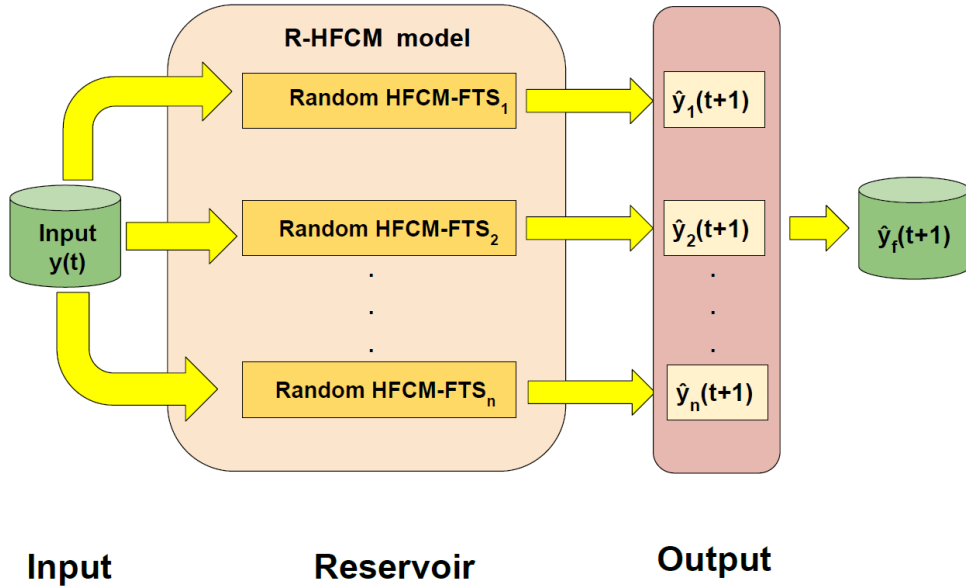 R-HFCM model
Random HFCM-FTS₁
ŷ₁(t+1)
Input
y(t)
Random HFCM-FTS₂
ŷ₂(t+1)
ŷf(t+1)
.
.
.
.
.
.
Random HFCM-FTSₙ
ŷₙ(t+1)
Input
Reservoir
Output